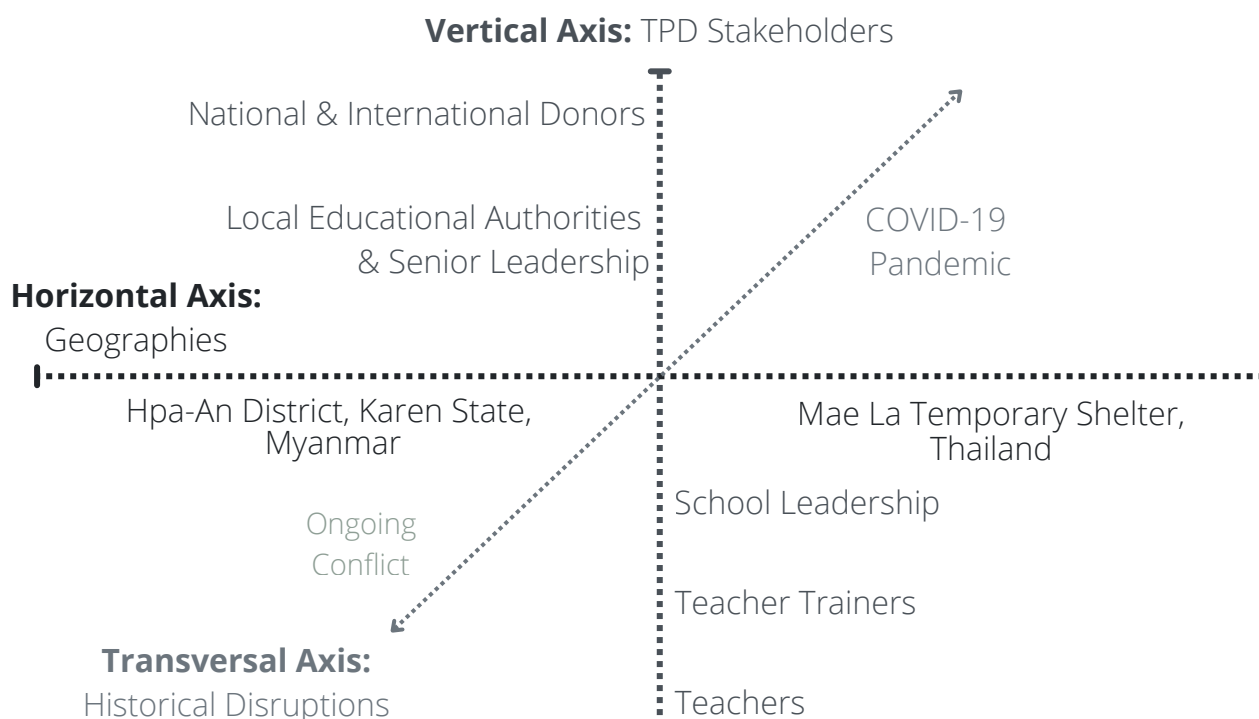 Vertical Axis: TPD Stakeholders
National & International Donors
Local Educational Authorities
& Senior Leadership
COVID-19
Pandemic
Horizontal Axis:
Geographies
Hpa-An District, Karen State,
Myanmar
Mae La Temporary Shelter,
Thailand
School Leadership
Ongoing
Conflict
Teacher Trainers
Transversal Axis:
Historical Disruptions
Teachers